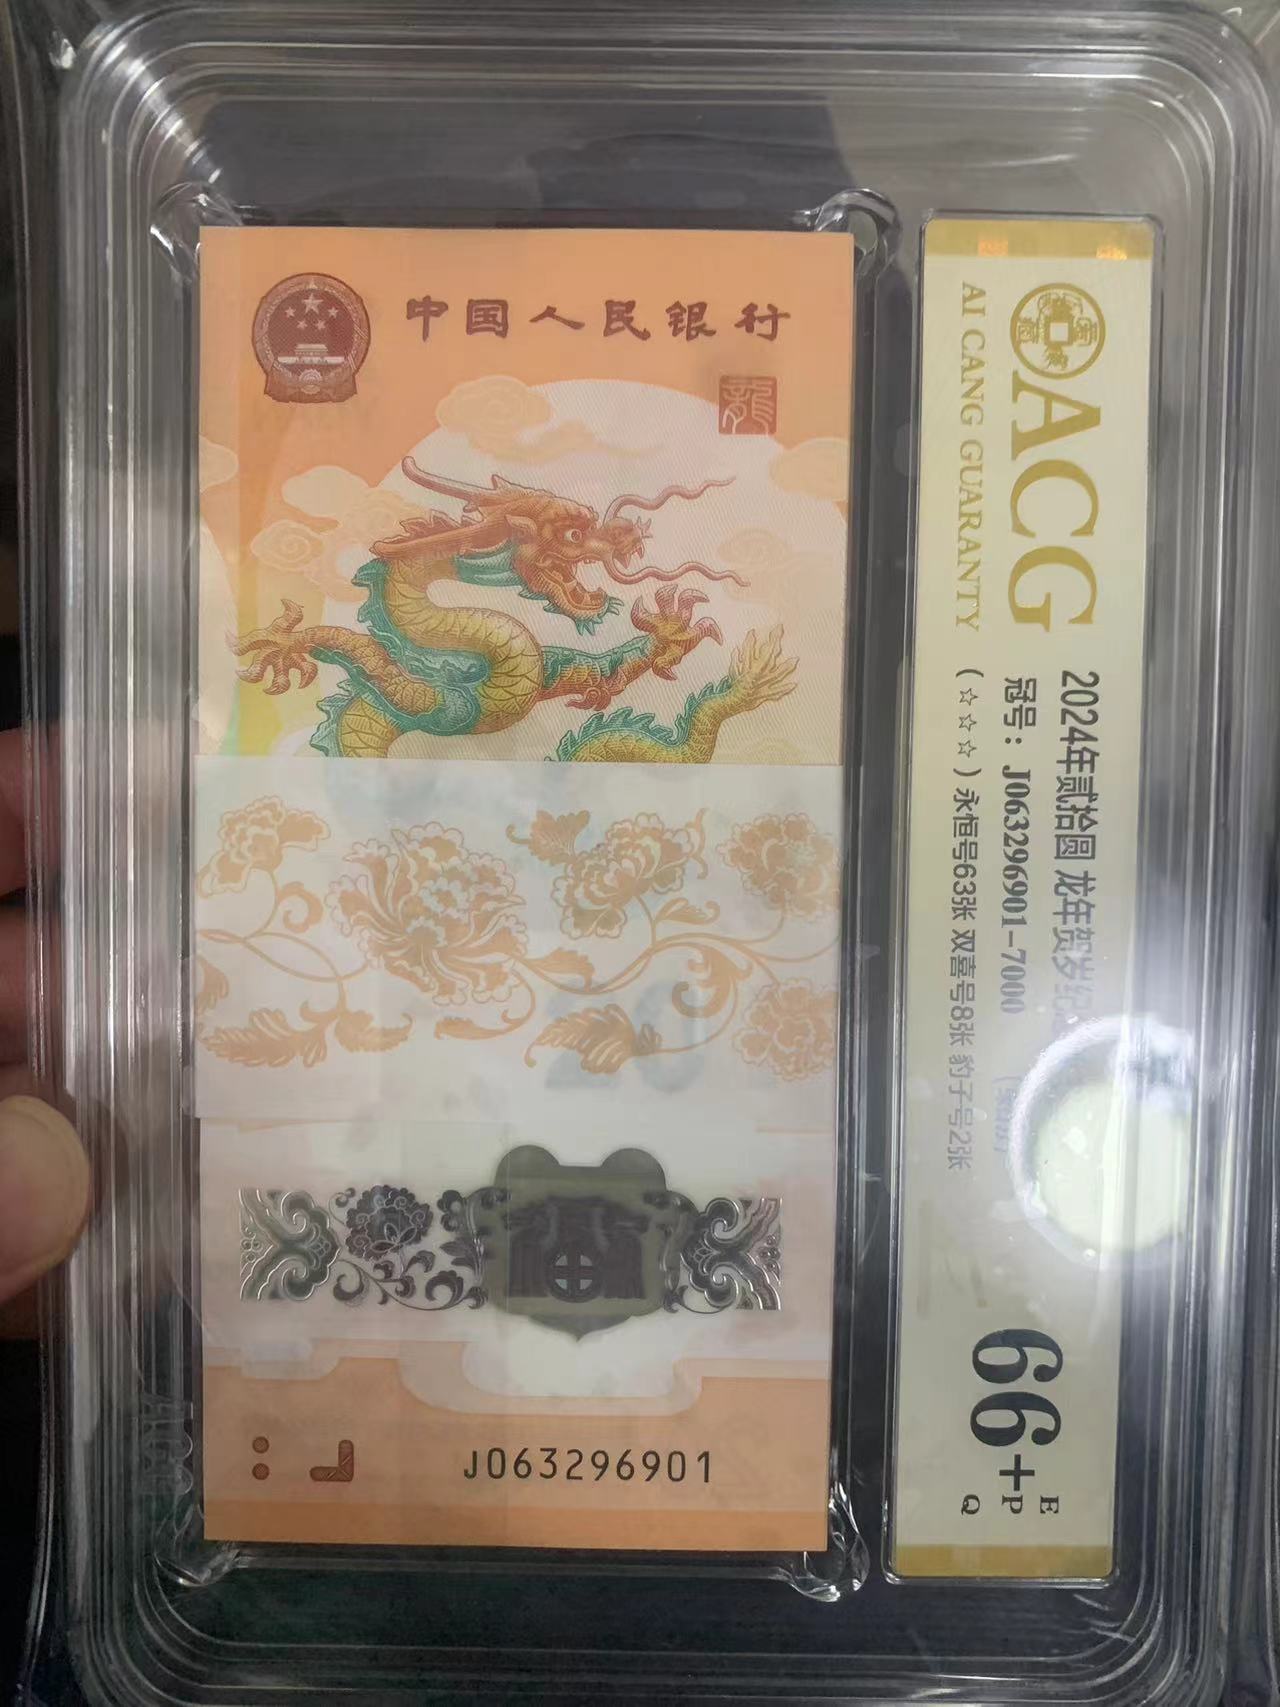 中国人民银行
龍
J063296901
ACG
AI CANG GUARANTY
2024年贰拾圆 龙年贺岁纪
冠号：J063296901-7000
(☆☆☆) 永恒号63张 双喜号8张 豹子号2张
66+
E
P
Q